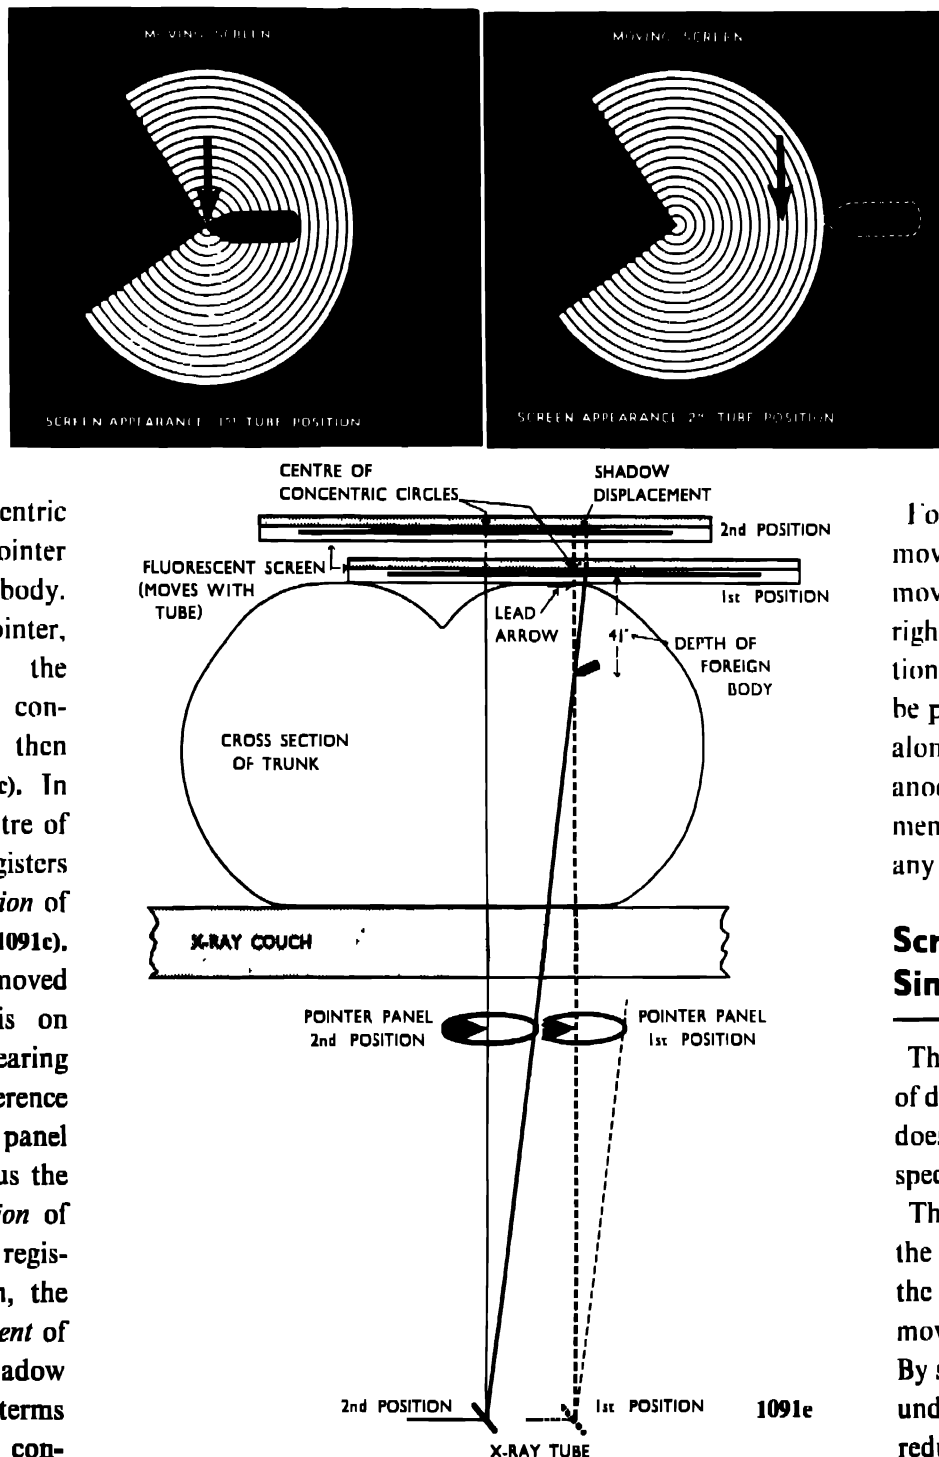 MOVING SCREEN
SCREEN APPEARANCE 1ST TUBE POSITION
MOVING SCREEN
SCREEN APPEARANCE 2ND TUBE POSITION
CENTRE OF
CONCENTRIC CIRCLES
SHADOW
DISPLACEMENT
2nd POSITION
FLUORESCENT SCREEN
(MOVES WITH
TUBE)
1st POSITION
LEAD
ARROW
DEPTH OF
FOREIGN
BODY
CROSS SECTION
OF TRUNK
X-RAY COUCH
POINTER PANEL
2nd POSITION
POINTER PANEL
1st POSITION
2nd POSITION
1st POSITION
X-RAY TUBE
1091e
entric
ointer
body.
ointer,
the
con-
then
c). In
tre of
gisters
ion of
1091c).
moved
is on
earing
erence
panel
us the
ion of
regis-
n, the
ent of
adow
terms
con-
Fo
mov
mov
righ
tion
be p
alon
anod
men
any
Scr
Sin
Th
of d
does
spec
Th
the
the
mov
By s
und
redu